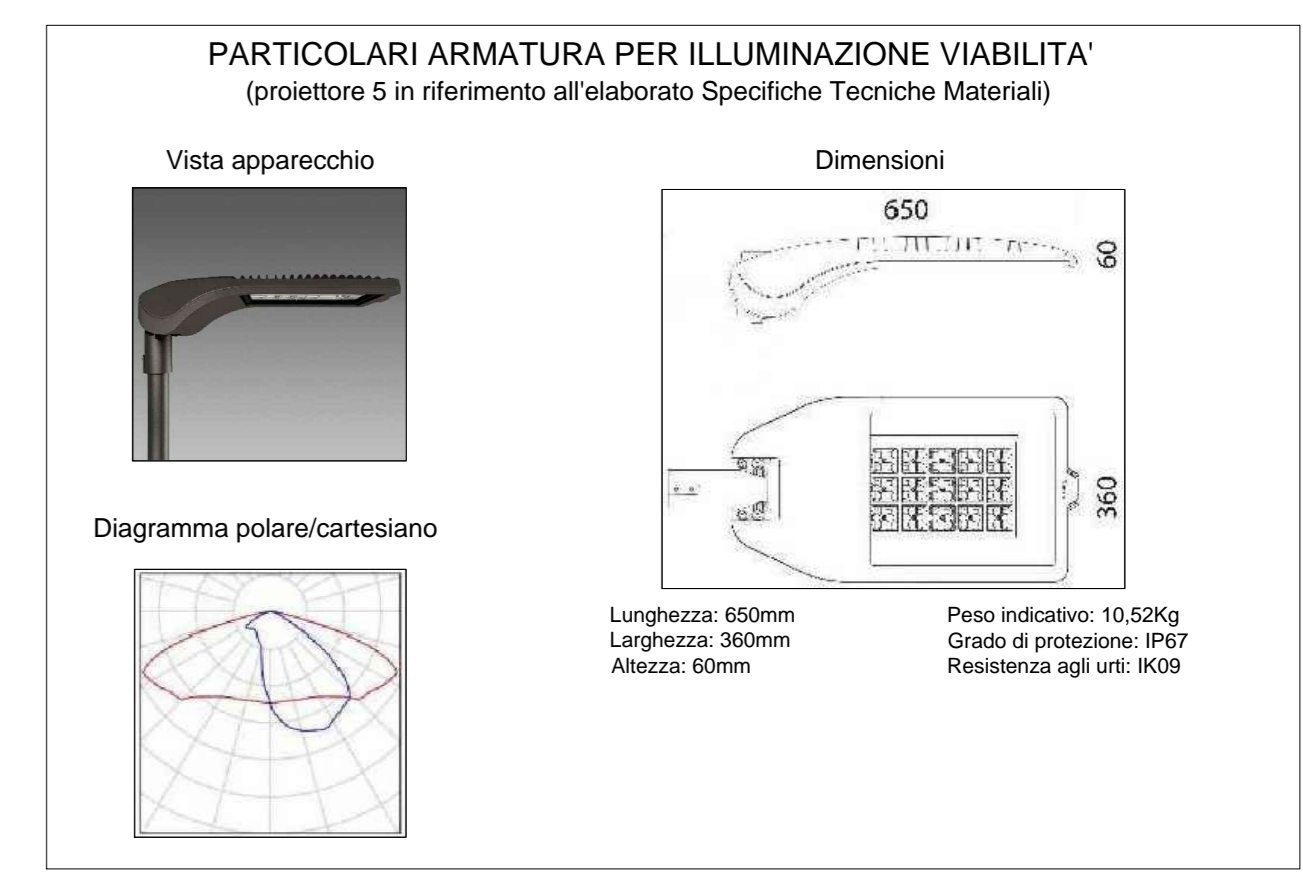 PARTICOLARI ARMATURA PER ILLUMINAZIONE VIABILITA'
(proiettore 5 in riferimento all'elaborato Specifiche Tecniche Materiali)
Vista apparecchio
Dimensioni
650
60
360
Diagramma polare/cartesiano
Lunghezza: 650mm
Larghezza: 360mm
Altezza: 60mm
Peso indicativo: 10,52Kg
Grado di protezione: IP67
Resistenza agli urti: IK09